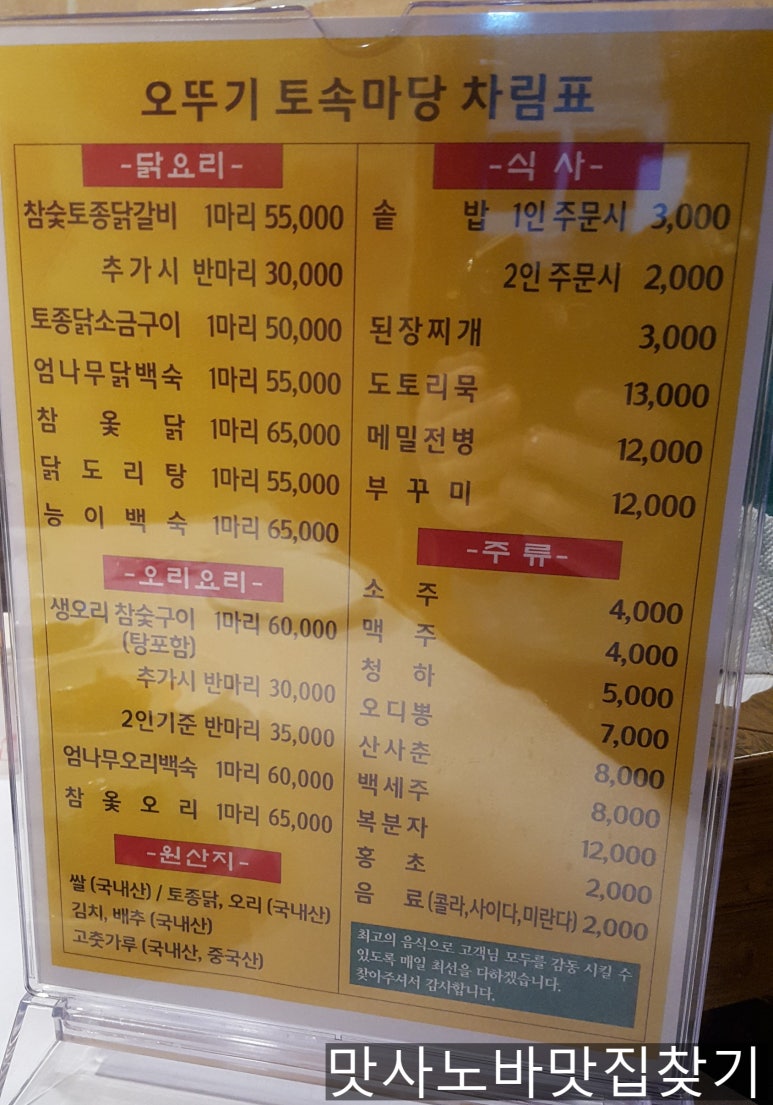 오뚜기 토속마당 차림표
-닭요리-
참숯토종닭갈비 1마리 55,000
추가시 반마리 30,000
토종닭소금구이 1마리 50,000
엄나무닭백숙 1마리 55,000
참 옻 닭 1마리 65,000
닭 도 리 탕 1마리 55,000
능 이 백 숙 1마리 65,000
-오리요리-
생오리 참숯구이 1마리 60,000
(탕포함)
추가시 반마리 30,000
2인기준 반마리 35,000
엄나무오리백숙 1마리 60,000
참 옻 오 리 1마리 65,000
-원산지-
쌀 (국내산) / 토종닭, 오리 (국내산)
김치, 배추 (국내산)
고춧가루 (국내산, 중국산)
-식 사-
솥 밥 1인 주문시 3,000
2인 주문시 2,000
된장찌개 3,000
도토리묵 13,000
메밀전병 12,000
부 꾸 미 12,000
-주 류-
소 주 4,000
맥 주 4,000
청 하 5,000
오디뽕 7,000
산사춘 8,000
백세주 8,000
복분자 12,000
홍 초 2,000
음 료 (콜라,사이다,미란다) 2,000
최고의 음식으로 고객님 모두를 감동 시킬 수
있도록 매일 최선을 다하겠습니다.
찾아주셔서 감사합니다.
맛사노바맛집찾기